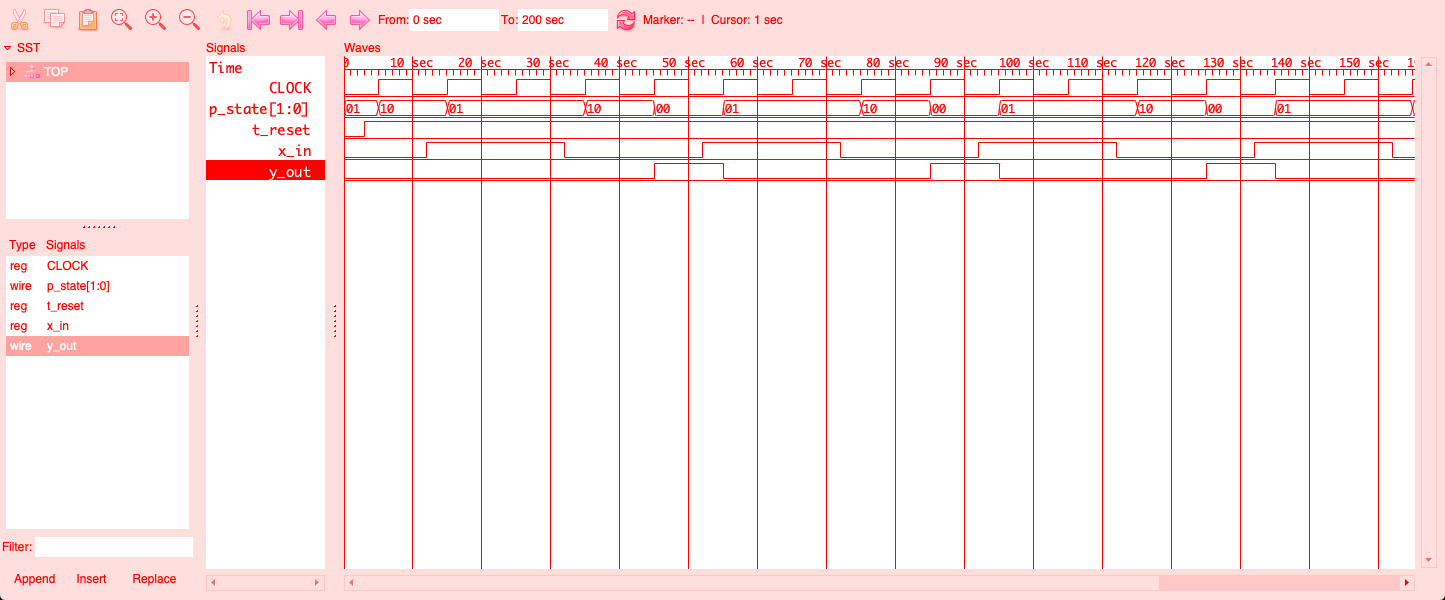 From: 0 sec To: 200 sec Marker: -- | Cursor: 1 sec
SST
TOP
Type Signals
reg CLOCK
wire p_state[1:0]
reg t_reset
reg x_in
wire y_out
Filter:
Append Insert Replace
Signals
Time
CLOCK
p_state[1:0]
t_reset
x_in
y_out
Waves
0 10 sec 20 sec 30 sec 40 sec 50 sec 60 sec 70 sec 80 sec 90 sec 100 sec 110 sec 120 sec 130 sec 140 sec 150 sec
01 10 01 10 00 01 10 00 01 10 00 01